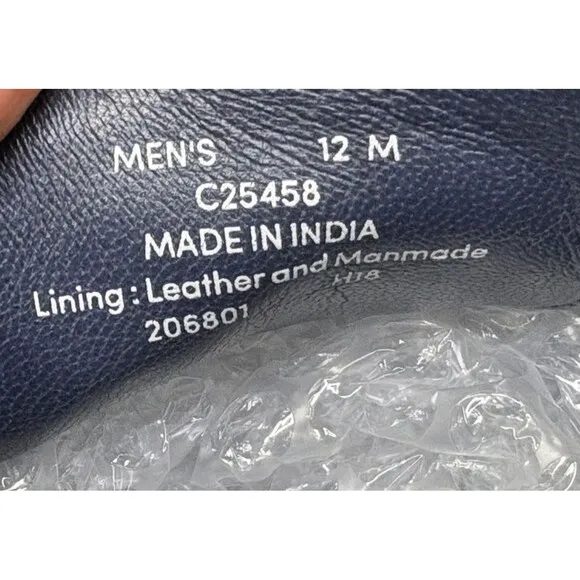 MEN'S 12 M
C25458
MADE IN INDIA
Lining : Leather and Manmade
206801 H18